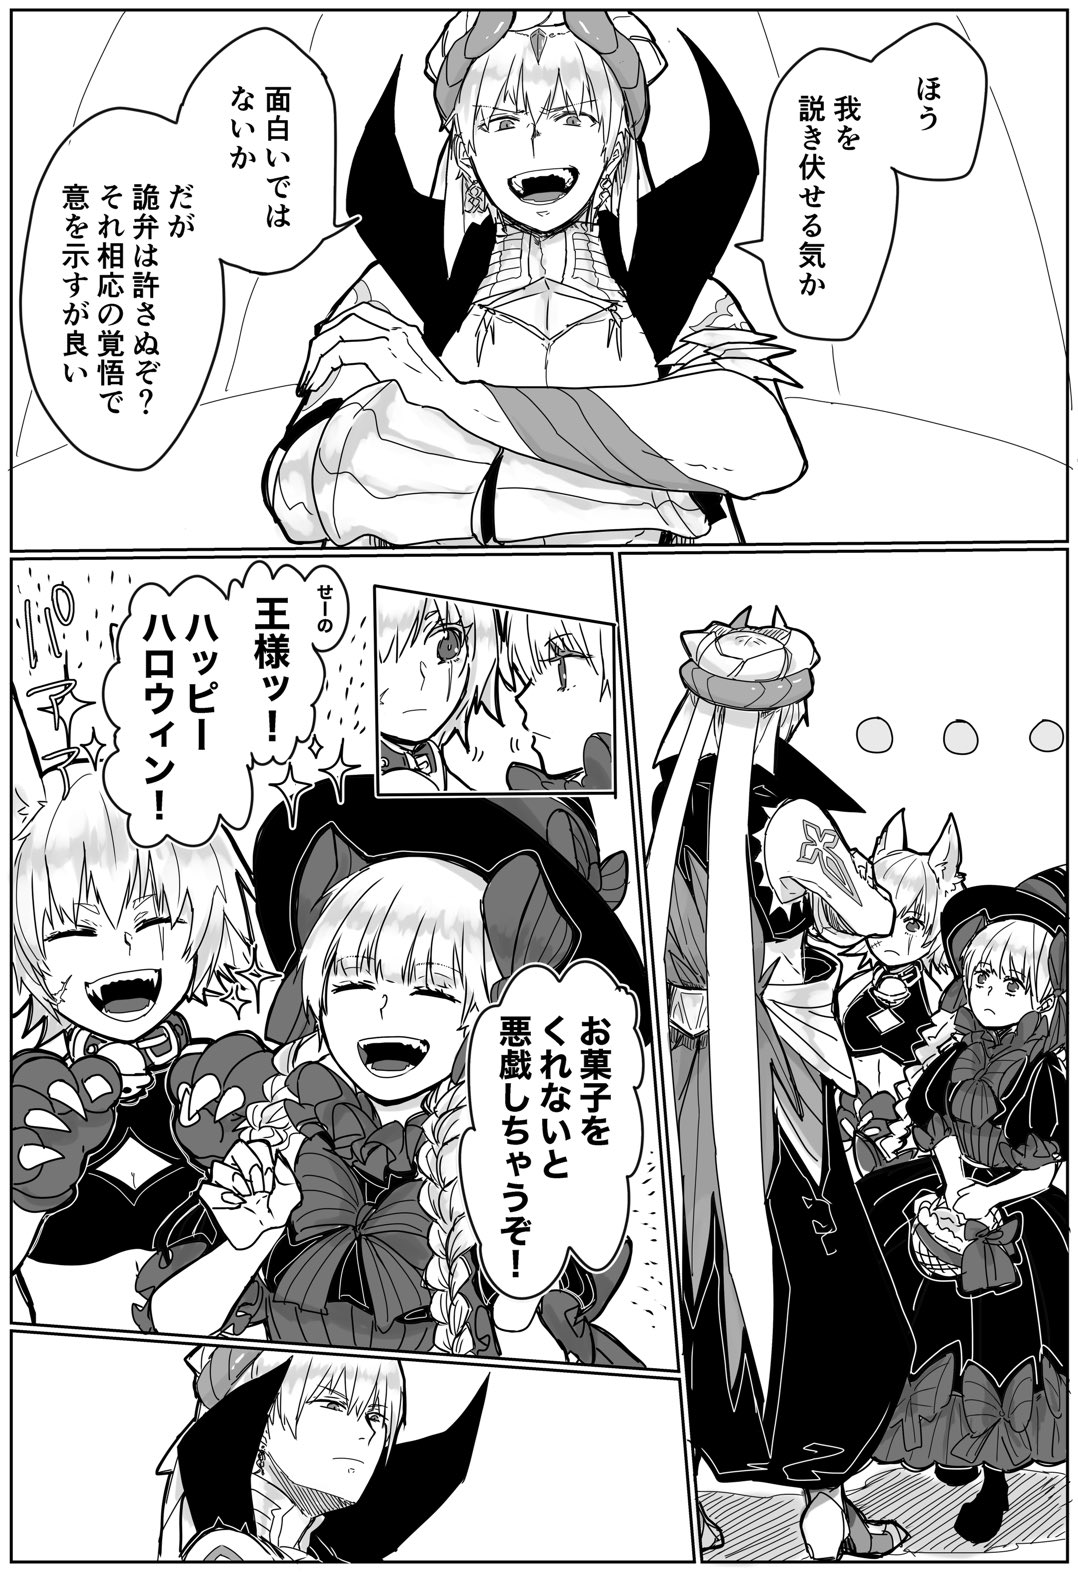 ほう
我を
説き伏せる気か
面白いでは
ないか
だが
詭弁は許さぬぞ？
それ相応の覚悟で
意を示すが良い
せーの
王様ッ！
ハッピー
ハロウィン！
お菓子を
くれないと
悪戯しちゃうぞ！